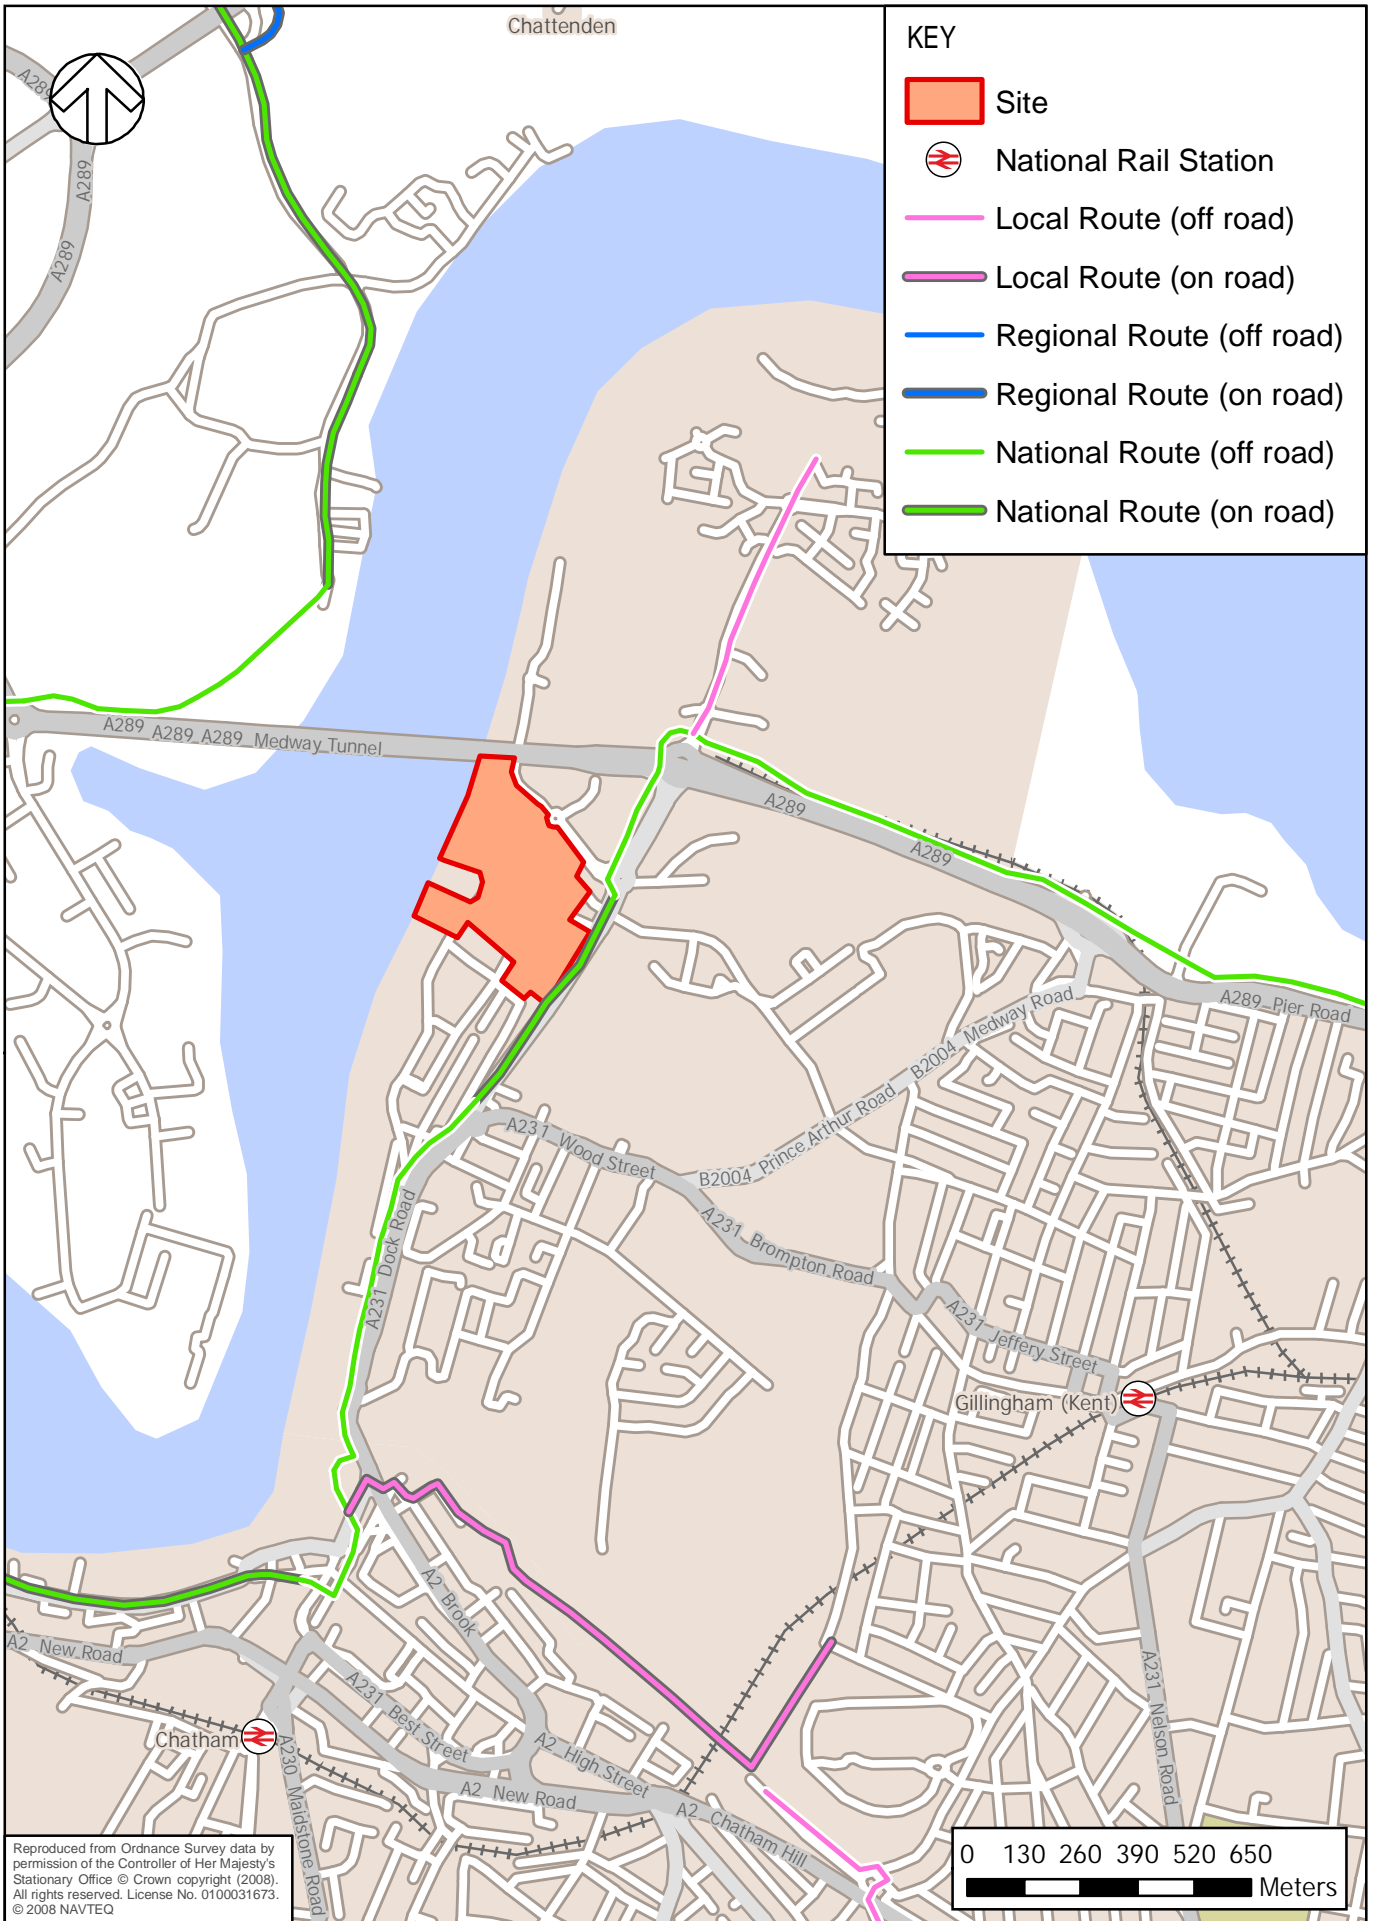 Chattenden
KEY
Site
National Rail Station
Local Route (off road)
Local Route (on road)
Regional Route (off road)
Regional Route (on road)
National Route (off road)
National Route (on road)
A289
A289
A289
A289 A289 A289 Medway Tunnel
A289
A289
A289 Pier Road
B2004 Medway Road
B2004 Prince Arthur Road
A231 Wood Street
A231 Brompton Road
A231 Dock Road
A231 Jeffery Street
Gillingham (Kent)
A2 Brook
A2 New Road
A231 Best Street
A231 Nelson Road
Chatham
A230 Maidstone Road
A2 High Street
A2 New Road
A2 Chatham Hill
Reproduced from Ordnance Survey data by
permission of the Controller of Her Majesty's
Stationary Office © Crown copyright (2008).
All rights reserved. License No. 0100031673.
© 2008 NAVTEQ
0 130 260 390 520 650
Meters